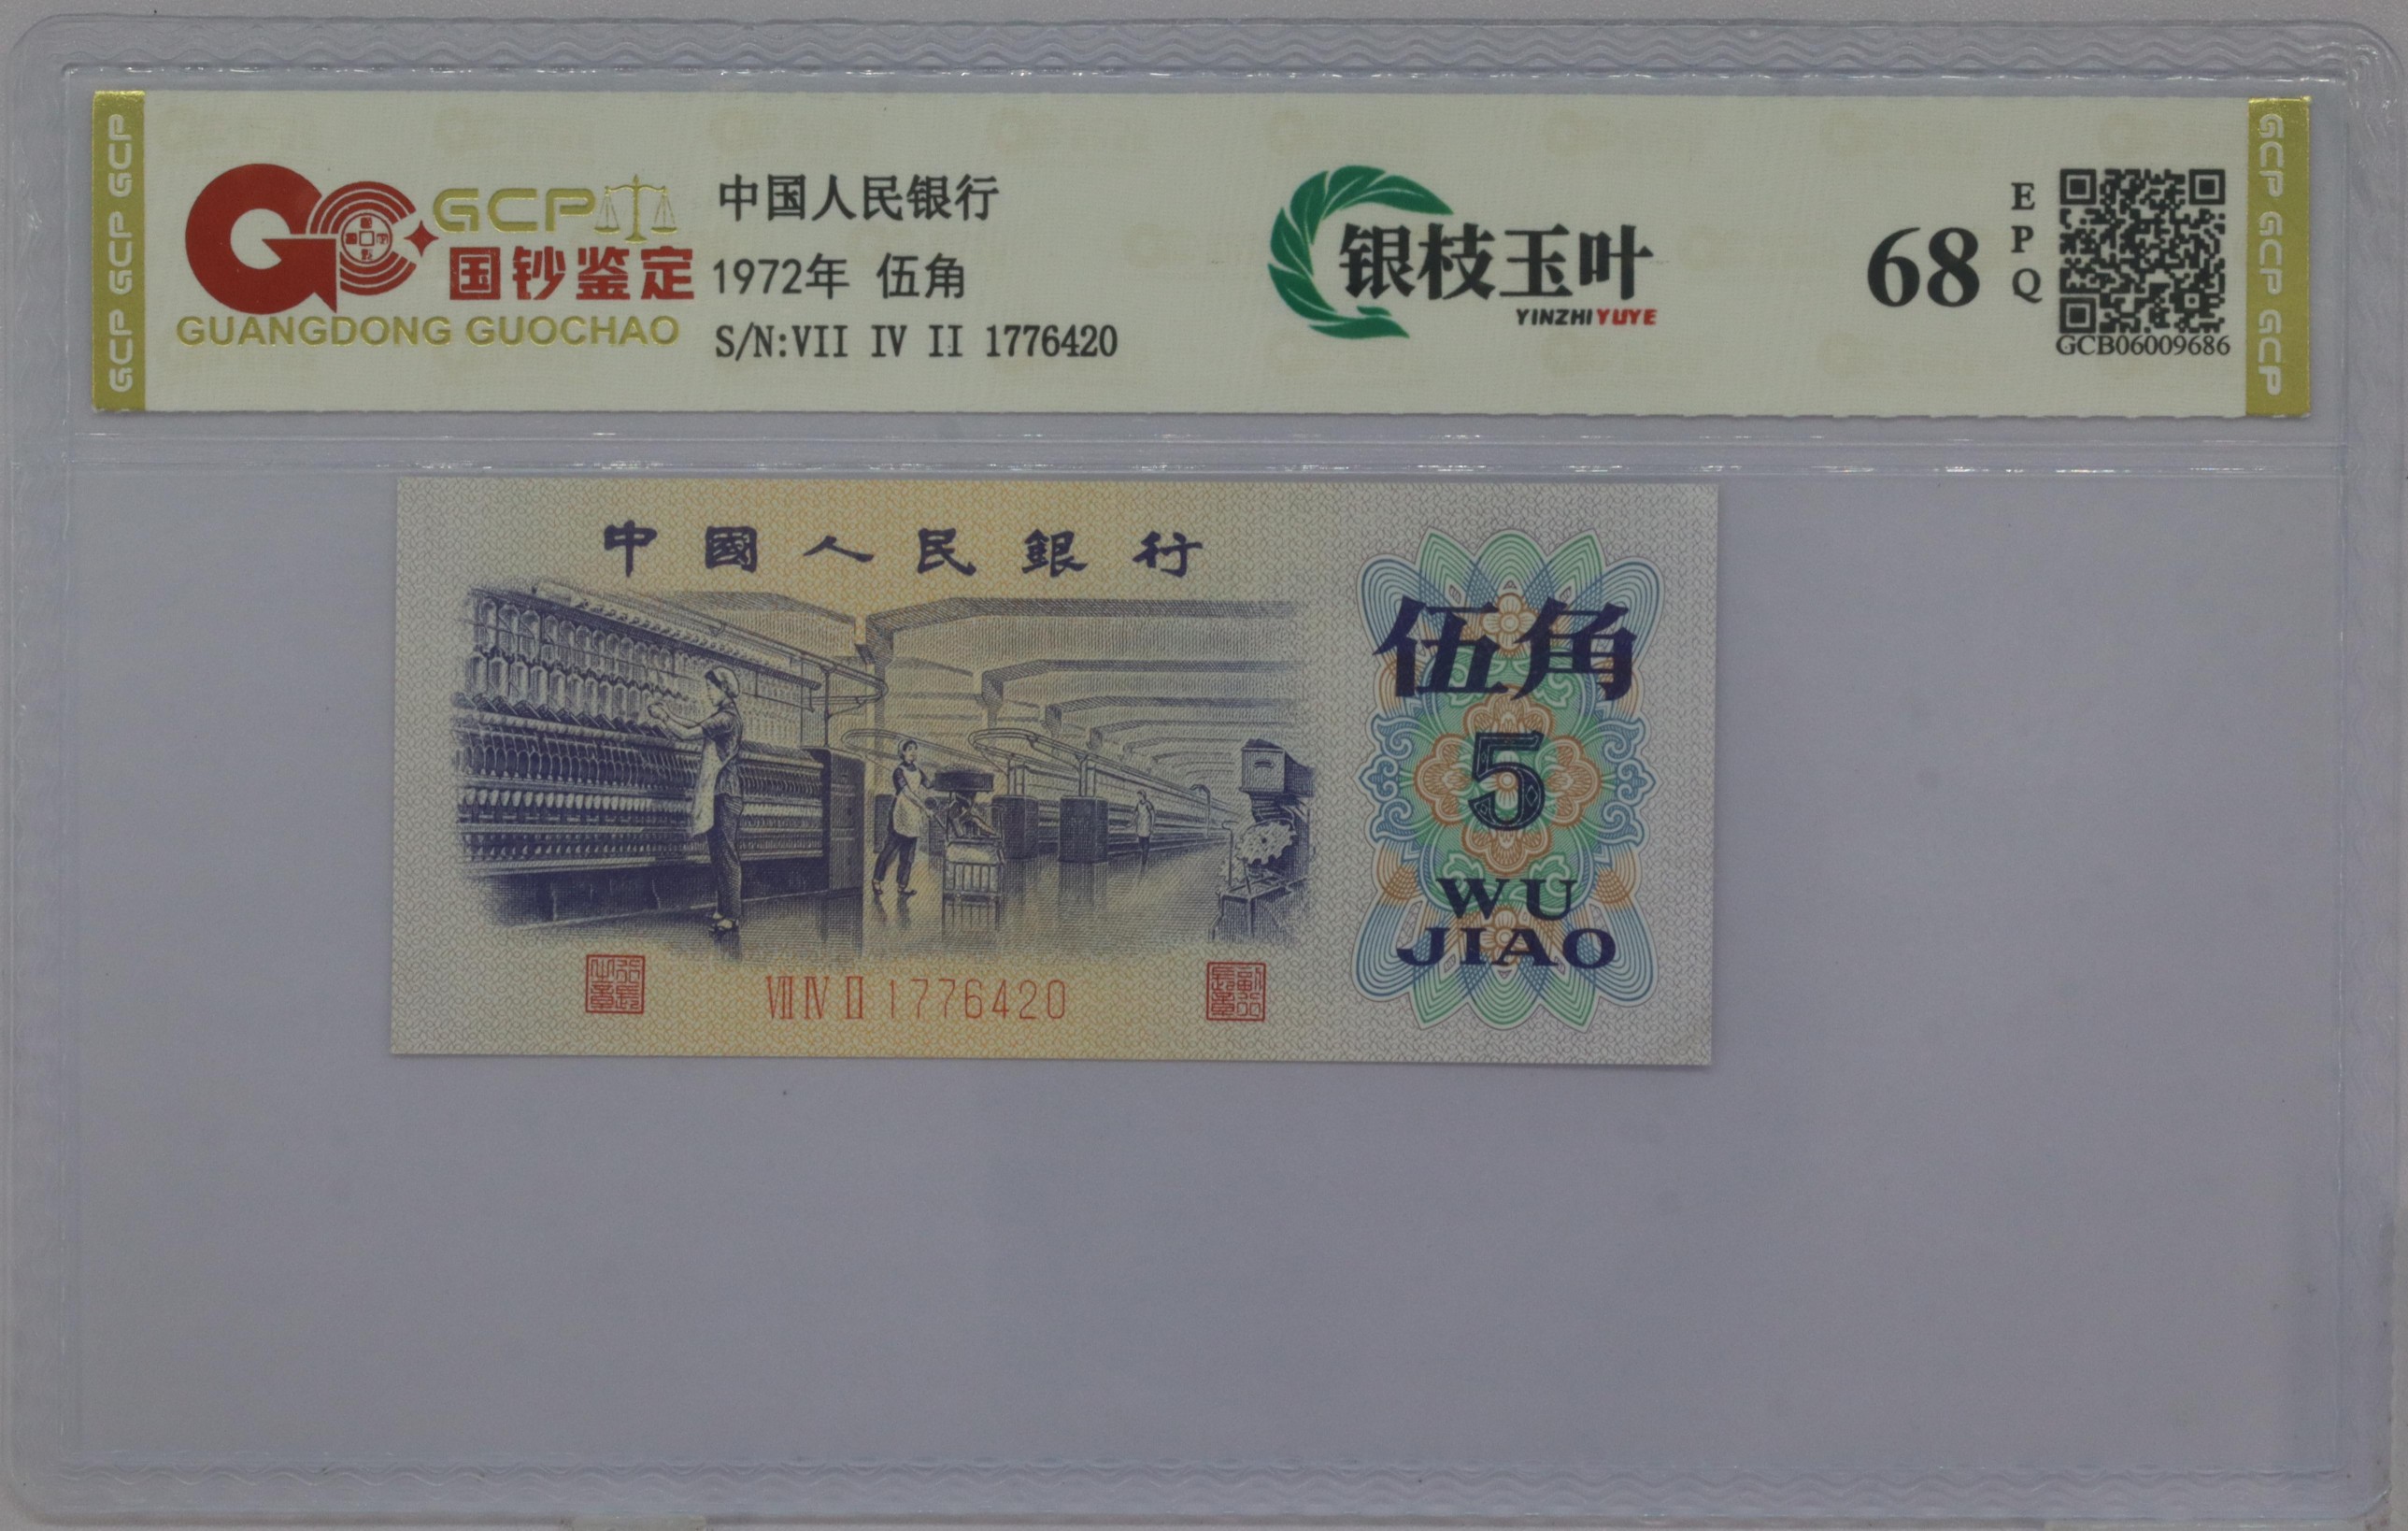 GCP GCP GCP
GCP
国钞鉴定
GUANGDONG GUOCHAO
中国人民银行
1972年 伍角
S/N:VII IV II 1776420
银枝玉叶
YINZHIYUYE
68
EPQ
GCB06009686
GCP GCP GCP
中國人民銀行
伍角
5
WU
JIAO
VII IV II 1776420